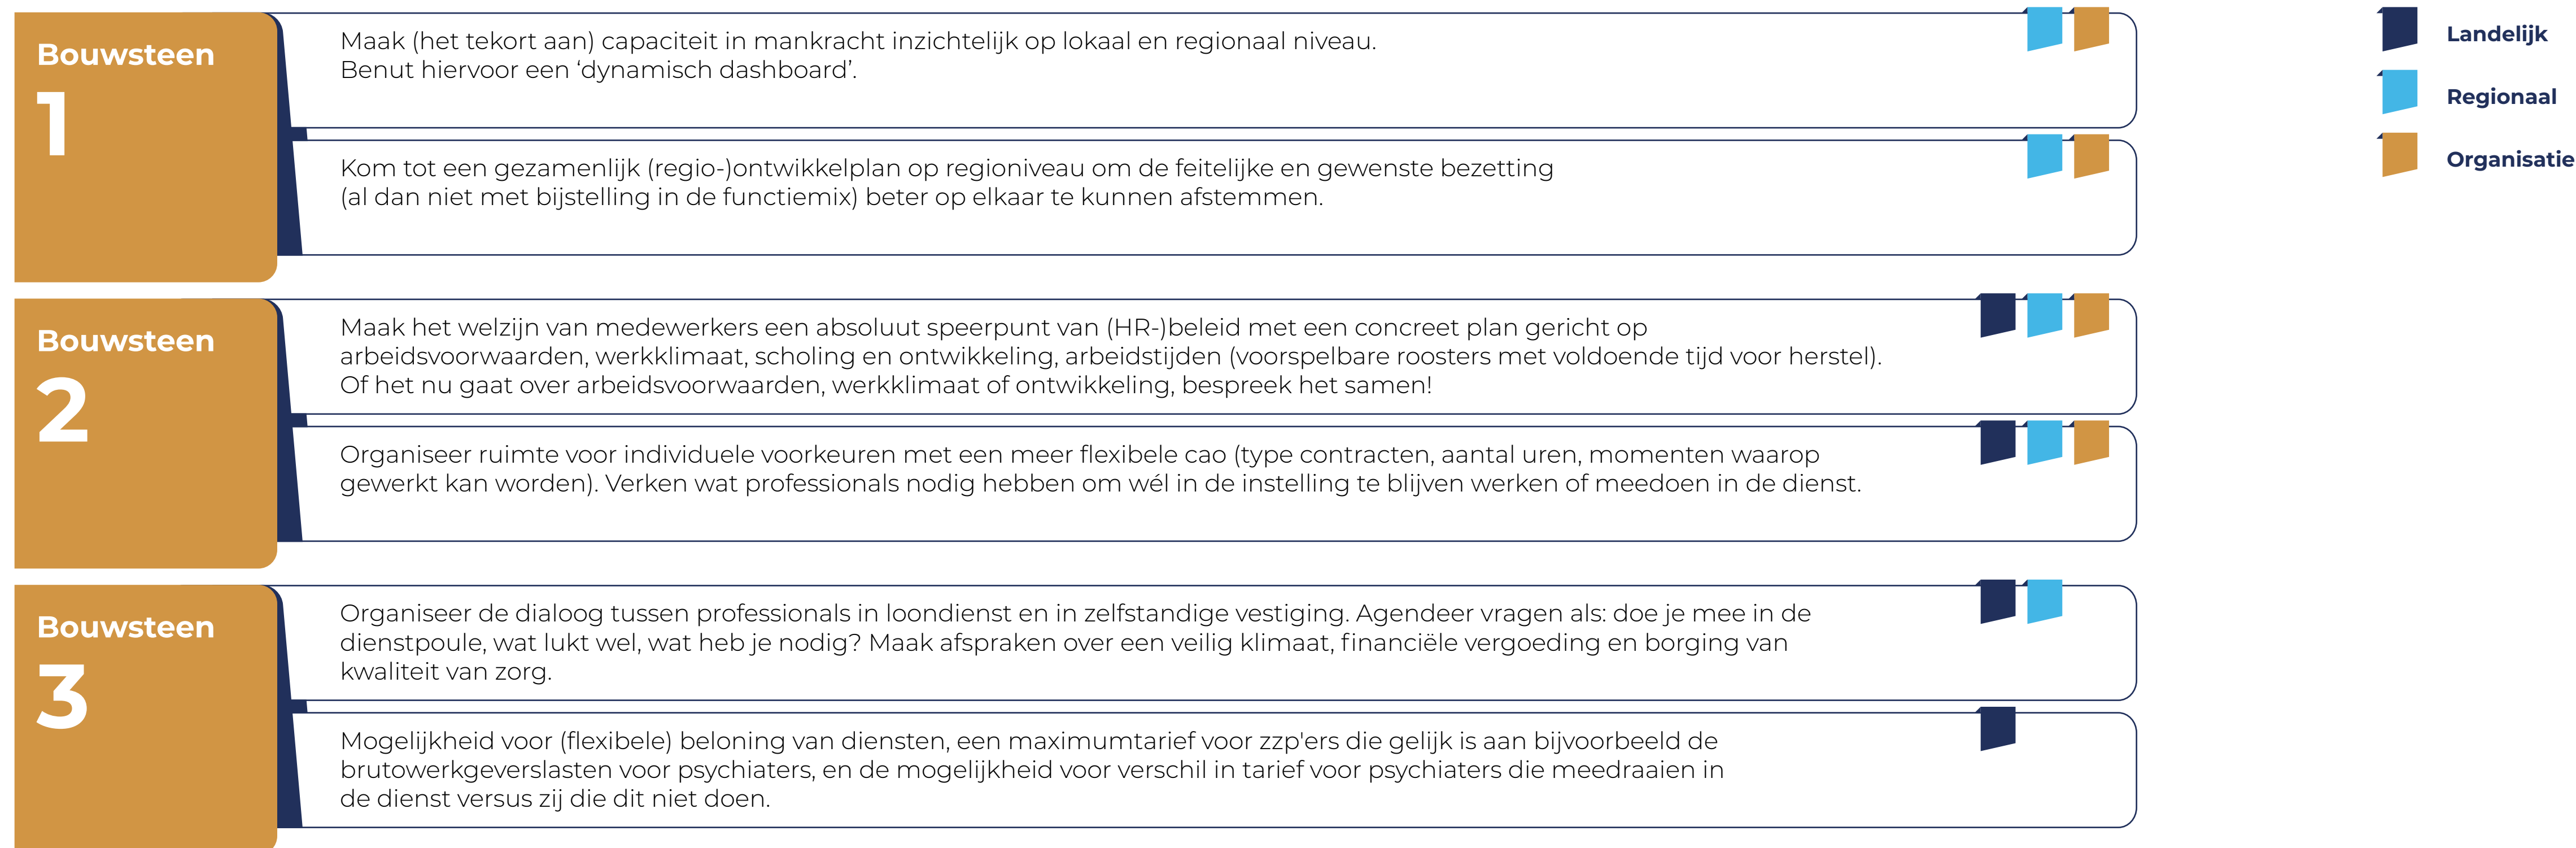 Bouwsteen
1
Maak (het tekort aan) capaciteit in mankracht inzichtelijk op lokaal en regionaal niveau.
Benut hiervoor een ‘dynamisch dashboard’.
Kom tot een gezamenlijk (regio-)ontwikkelplan op regioniveau om de feitelijke en gewenste bezetting
(al dan niet met bijstelling in de functiemix) beter op elkaar te kunnen afstemmen.
Bouwsteen
2
Maak het welzijn van medewerkers een absoluut speerpunt van (HR-)beleid met een concreet plan gericht op
arbeidsvoorwaarden, werkklimaat, scholing en ontwikkeling, arbeidstijden (voorspelbare roosters met voldoende tijd voor herstel).
Of het nu gaat over arbeidsvoorwaarden, werkklimaat of ontwikkeling, bespreek het samen!
Organiseer ruimte voor individuele voorkeuren met een meer flexibele cao (type contracten, aantal uren, momenten waarop
gewerkt kan worden). Verken wat professionals nodig hebben om wél in de instelling te blijven werken of meedoen in de dienst.
Bouwsteen
3
Organiseer de dialoog tussen professionals in loondienst en in zelfstandige vestiging. Agendeer vragen als: doe je mee in de
dienstpoule, wat lukt wel, wat heb je nodig? Maak afspraken over een veilig klimaat, financiële vergoeding en borging van
kwaliteit van zorg.
Mogelijkheid voor (flexibele) beloning van diensten, een maximumtarief voor zzp'ers die gelijk is aan bijvoorbeeld de
brutowerkgeverslasten voor psychiaters, en de mogelijkheid voor verschil in tarief voor psychiaters die meedraaien in
de dienst versus zij die dit niet doen.
Landelijk
Regionaal
Organisatie